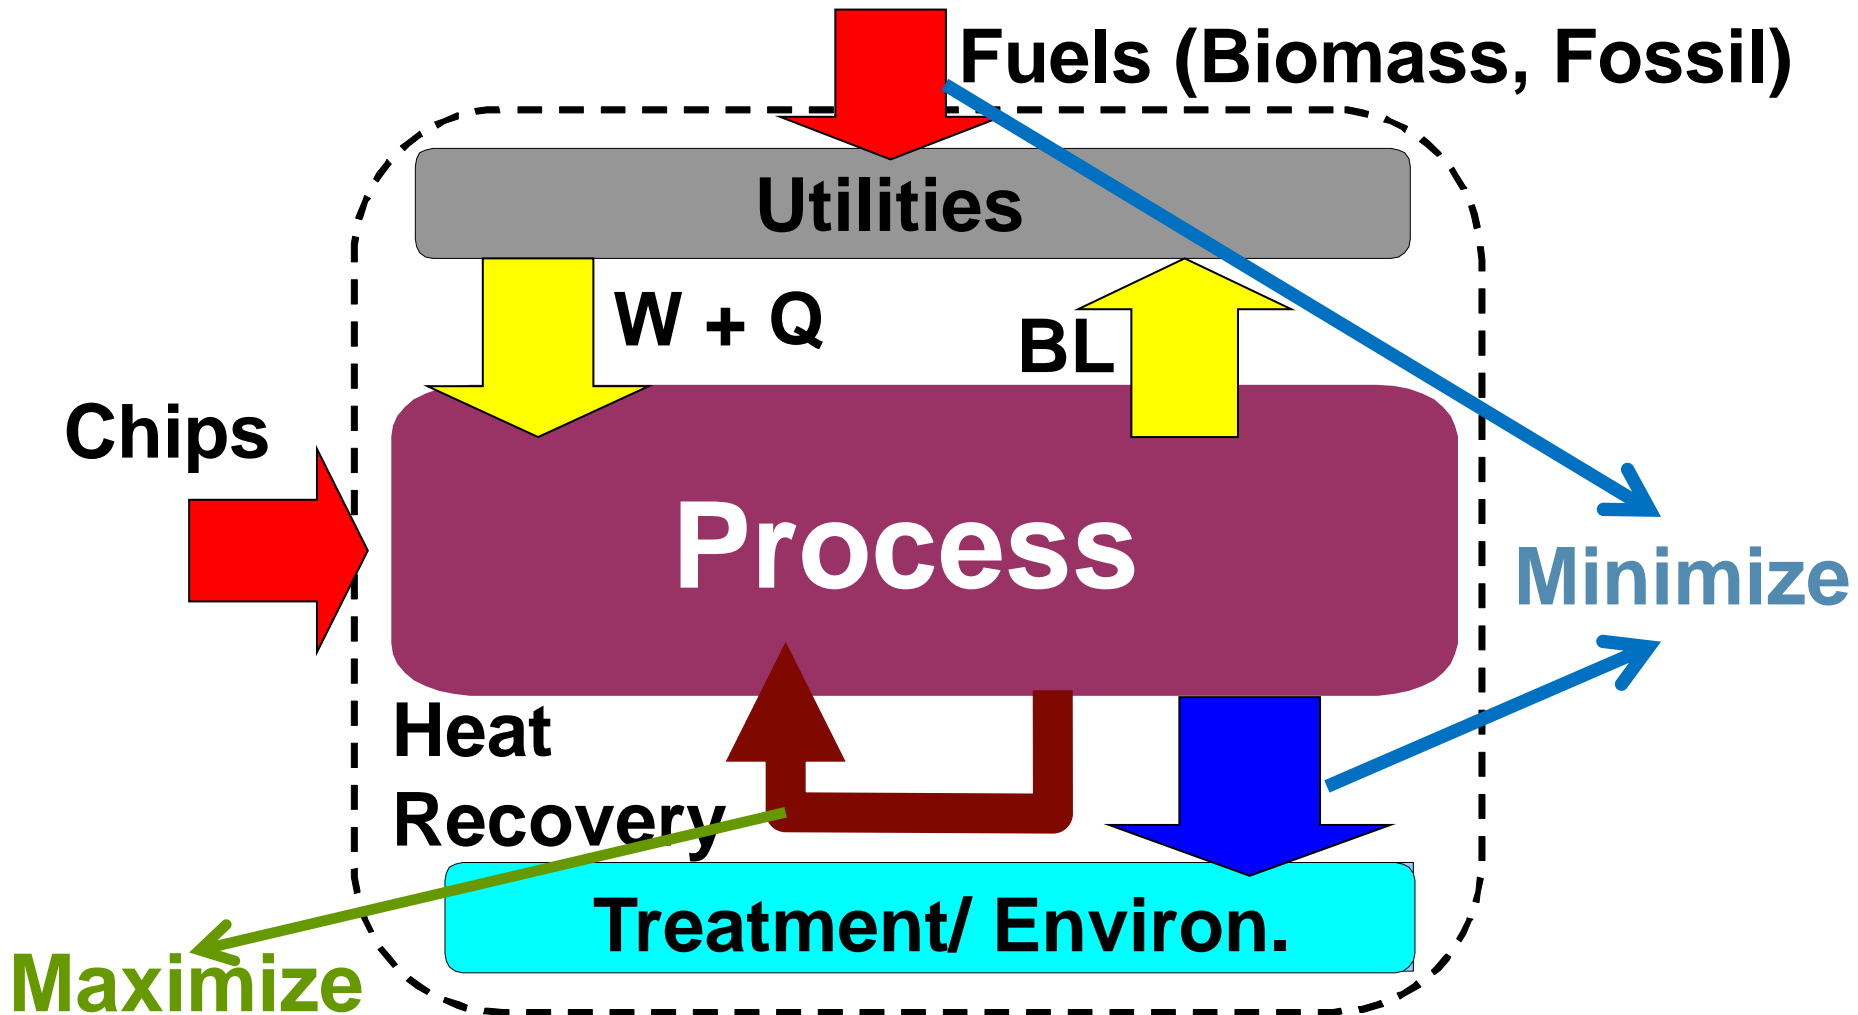 Fuels (Biomass, Fossil)
Utilities
W + Q
BL
Chips
Process
Minimize
Heat
Recovery
Treatment/ Environ.
Maximize